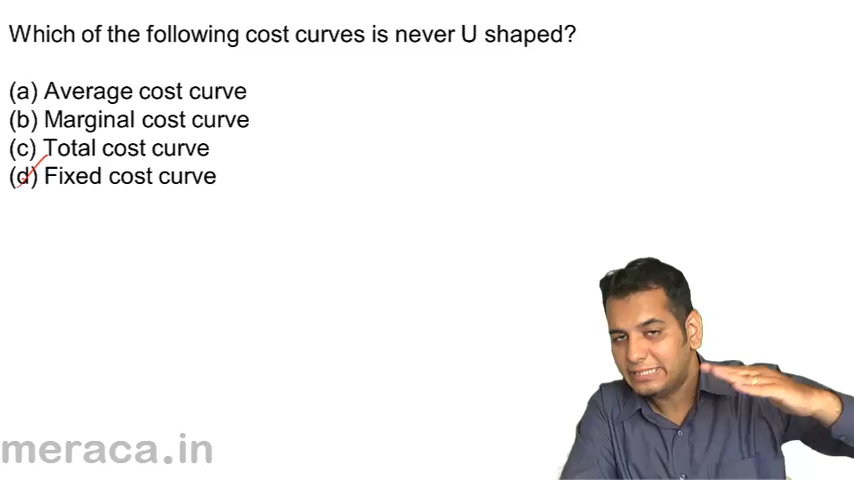 Which of the following cost curves is never U shaped?
(a) Average cost curve
(b) Marginal cost curve
(c) Total cost curve
(d) Fixed cost curve
meraca.in